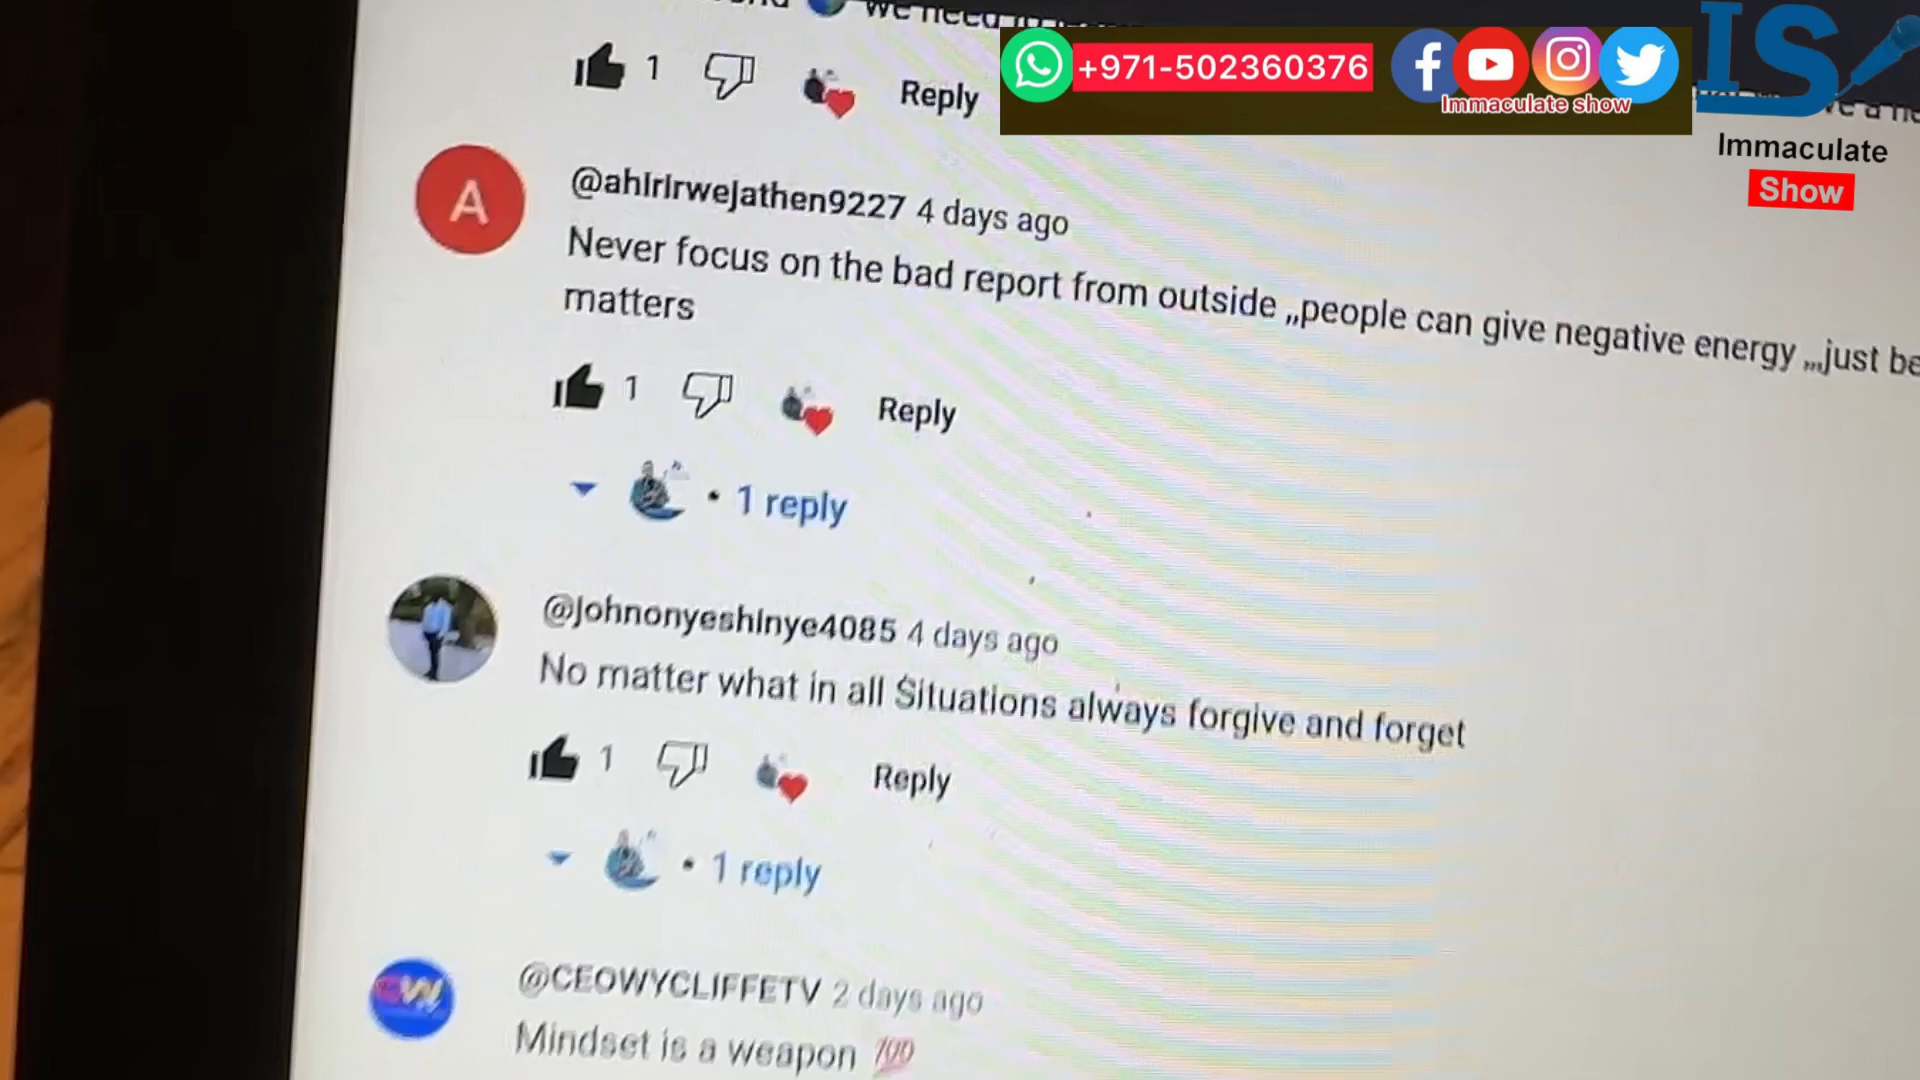 we need
1 Reply
+971-502360376
Immaculate show
IS
Immaculate
Show
A
@ahirirwejathen9227 4 days ago
Never focus on the bad report from outside ,,people can give negative energy ,,,just be
matters
1 Reply
1 reply
@johnonyeshinye4085 4 days ago
No matter what in all Situations always forgive and forget
1 Reply
1 reply
@CEOWYCLIFFETV 2 days ago
Mindset is a weapon 💯